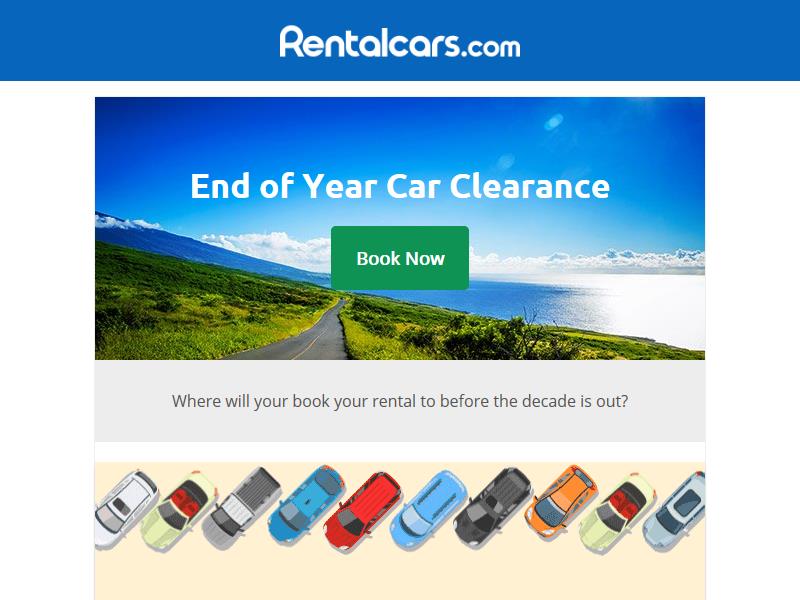 Rentalcars.com
End of Year Car Clearance
Book Now
Where will your book your rental to before the decade is out?